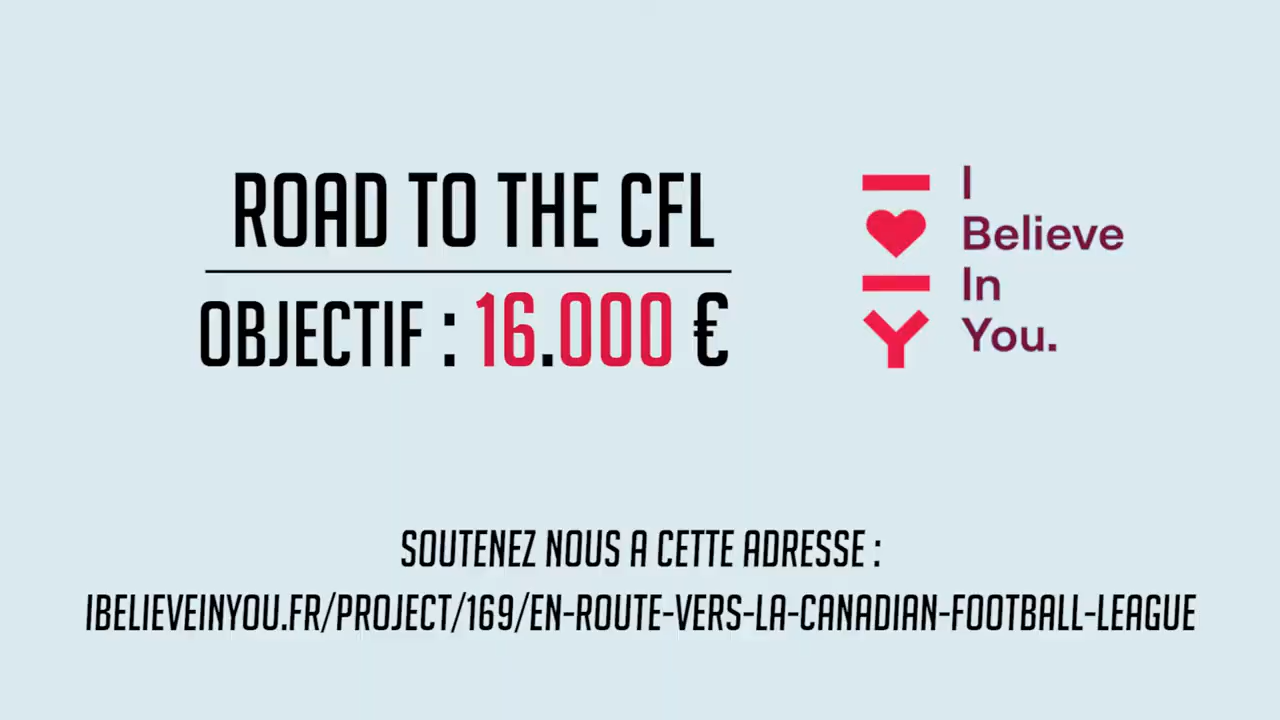 ROAD TO THE CFL
OBJECTIF : 16.000 €
I
Believe
In
You.
SOUTENEZ NOUS A CETTE ADRESSE :
IBELIEVEINYOU.FR/PROJECT/169/EN-ROUTE-VERS-LA-CANADIAN-FOOTBALL-LEAGUE